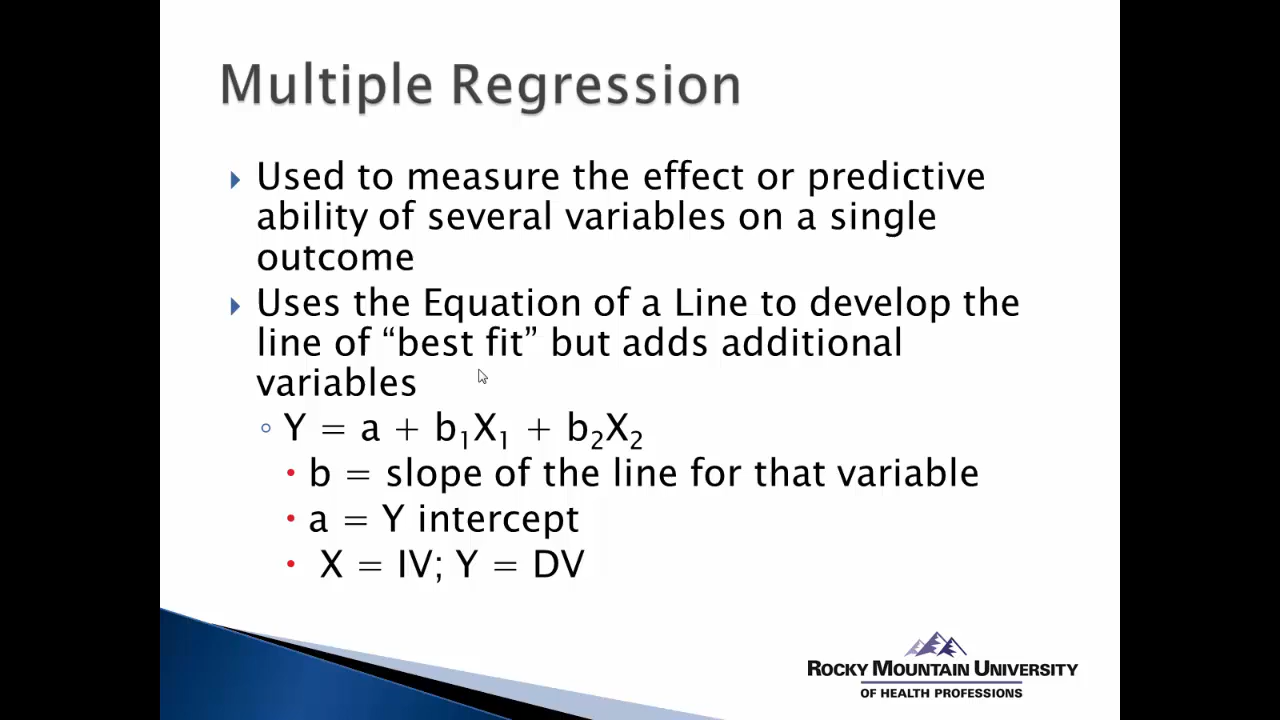 Multiple Regression
Used to measure the effect or predictive
ability of several variables on a single
outcome
Uses the Equation of a Line to develop the
line of “best fit” but adds additional
variables
Y = a + b₁X₁ + b₂X₂
b = slope of the line for that variable
a = Y intercept
X = IV; Y = DV
ROCKY MOUNTAIN UNIVERSITY
OF HEALTH PROFESSIONS